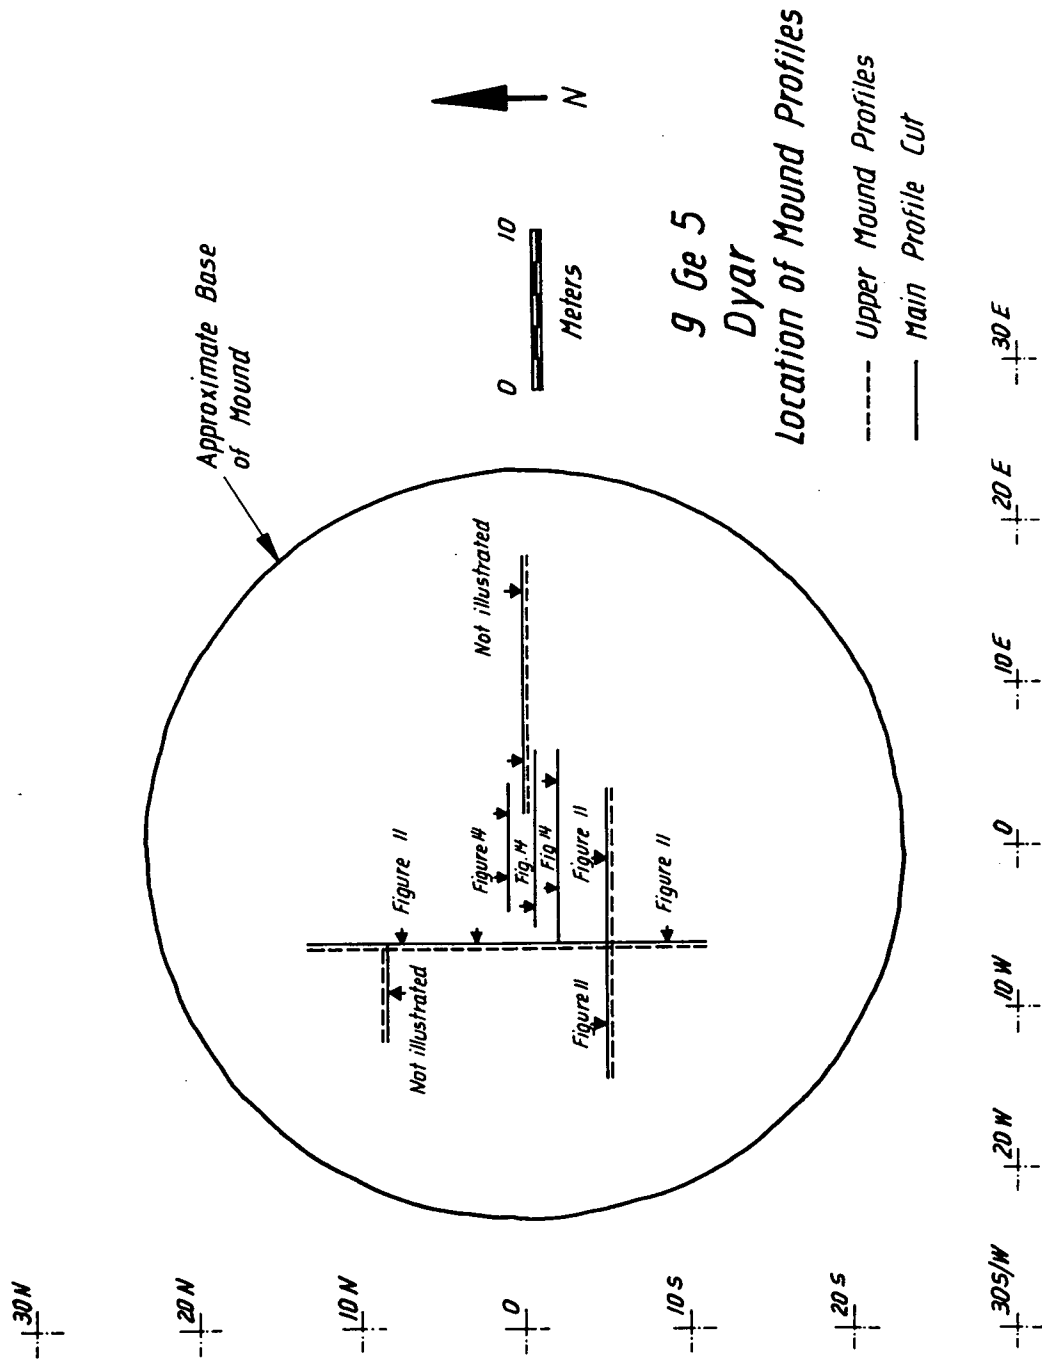 Approximate Base
of Mound
N
0 10
Meters
9 Ge 5
Dyar
Location of Mound Profiles
Upper Mound Profiles
Main Profile Cut
Not illustrated
Figure 11
Figure 14
Fig. 14
Fig 14
Figure 11
Figure 11
Not illustrated
Figure 11
30 N
20 N
10 N
0
10 S
20 S
30 S/W
20 W
10 W
0
10 E
20 E
30 E